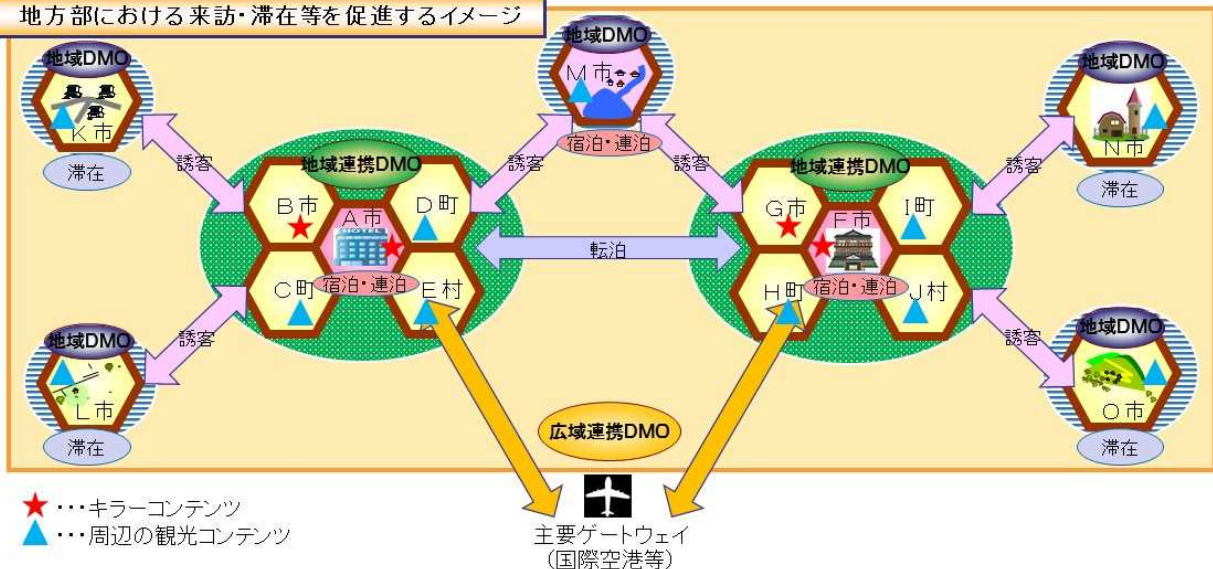 地方部における来訪・滞在等を促進するイメージ
地域DMO
K市
滞在
地域DMO
M市
宿泊・連泊
地域DMO
N市
滞在
誘客
誘客
誘客
誘客
地域連携DMO
B市
A市
HOTEL
D町
C町
宿泊・連泊
E村
転泊
地域連携DMO
G市
F市
I町
H町
宿泊・連泊
J村
誘客
誘客
地域DMO
L市
滞在
地域DMO
O市
滞在
広域連携DMO
★・・・キラーコンテンツ
▲・・・周辺の観光コンテンツ
主要ゲートウェイ
(国際空港等)